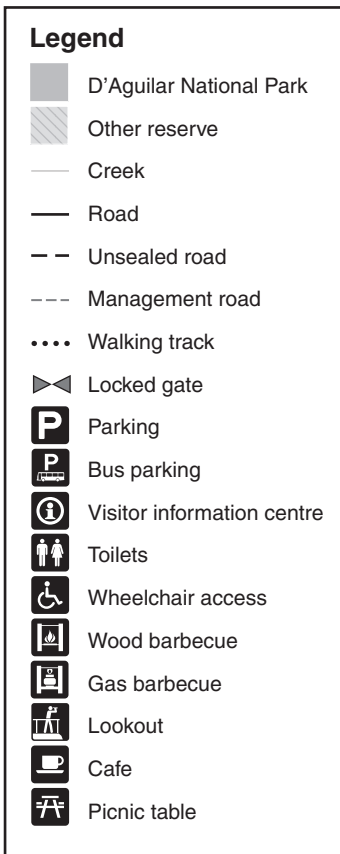 Legend
D'Aguilar National Park
Other reserve
Creek
Road
Unsealed road
Management road
Walking track
Locked gate
P Parking
P Bus parking
i Visitor information centre
Toilets
Wheelchair access
Wood barbecue
Gas barbecue
Lookout
Cafe
Picnic table